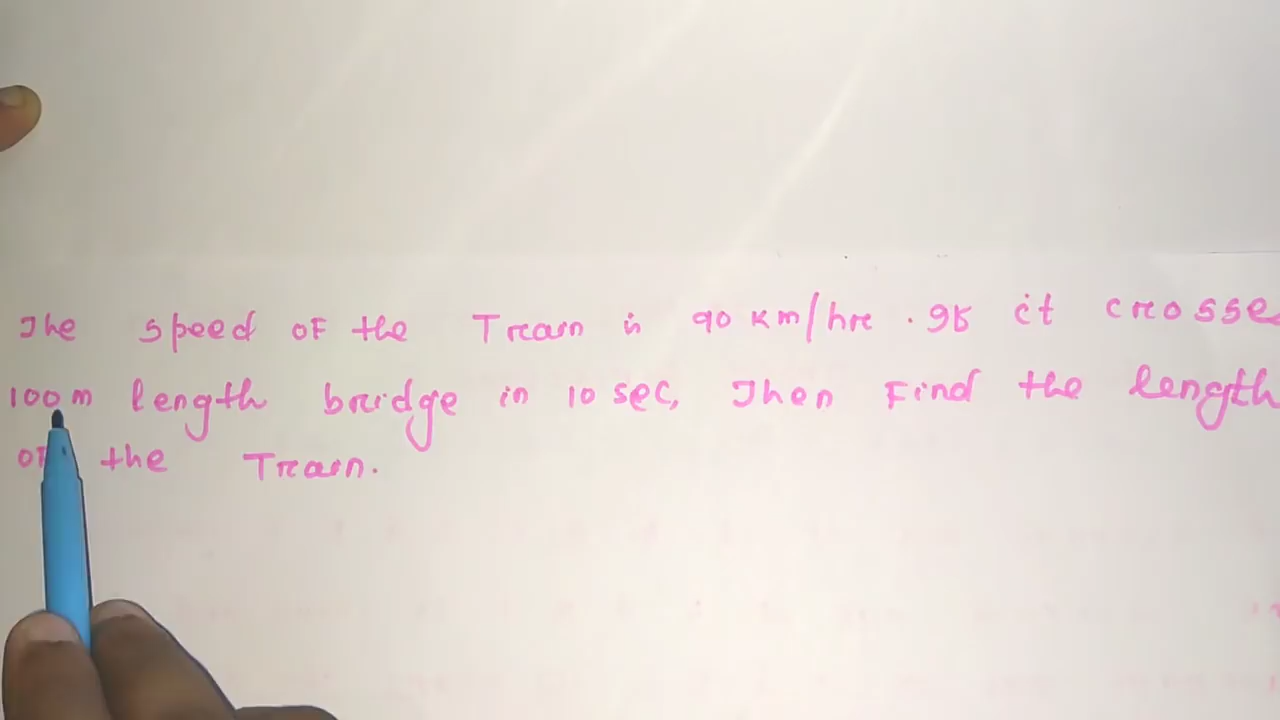 The speed of the Train is 90 km/hr. If it crosses
100m length bridge in 10 sec, Then Find the length
of the Train.